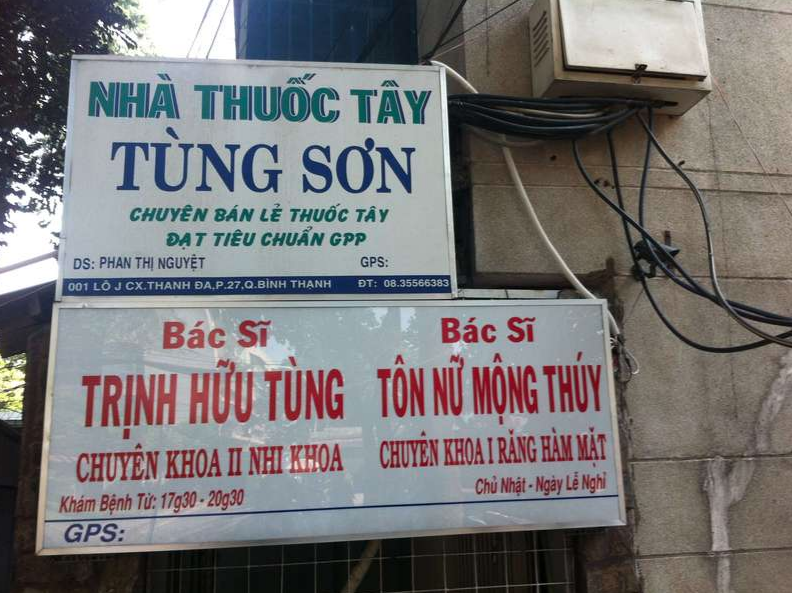 NHÀ THUỐC TÂY
TÙNG SƠN
CHUYÊN BÁN LẺ THUỐC TÂY
ĐẠT TIÊU CHUẨN GPP
DS: PHAN THỊ NGUYỆT GPS:
001 LÔ J CX.THANH ĐA,P.27,Q.BÌNH THẠNH ĐT: 08.35566383
Bác Sĩ
TRỊNH HỮU TÙNG
CHUYÊN KHOA II NHI KHOA
Khám Bệnh Từ: 17g30 - 20g30
Bác Sĩ
TÔN NỮ MỘNG THÚY
CHUYÊN KHOA I RĂNG HÀM MẶT
Chủ Nhật - Ngày Lễ Nghỉ
GPS: